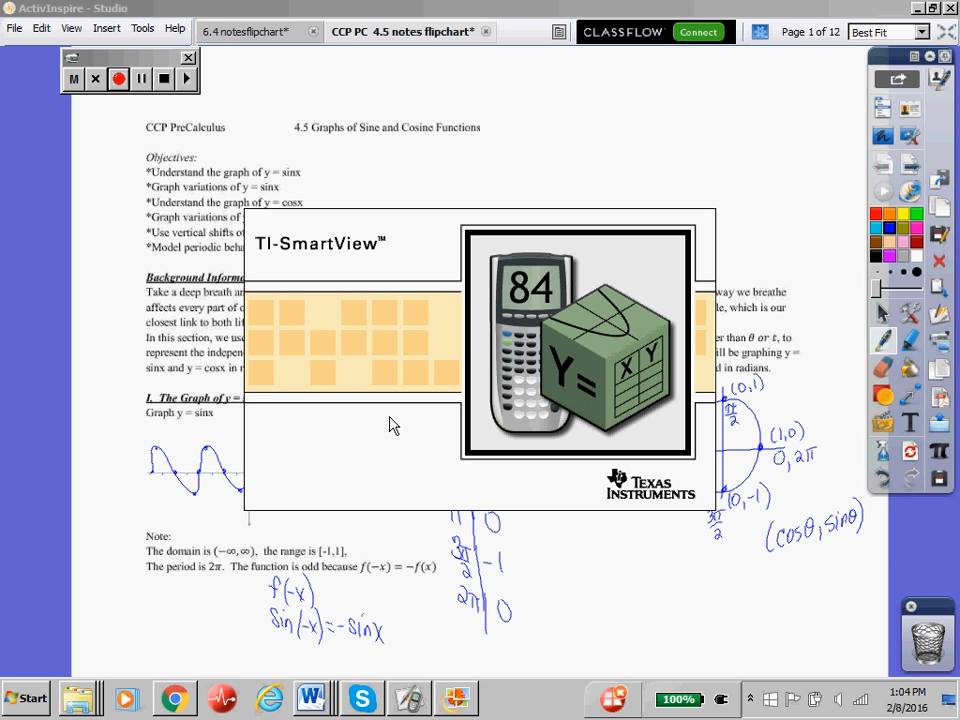 ActivInspire - Studio
File Edit View Insert Tools Help
6.4 notesflipchart*
CCP PC 4.5 notes flipchart*
CLASSFLOW Connect
Page 1 of 12
Best Fit
M
CCP PreCalculus 4.5 Graphs of Sine and Cosine Functions
Objectives:
*Understand the graph of y = sinx
*Graph variations of y = sinx
*Understand the graph of y = cosx
*Graph variations of
*Use vertical shifts of
*Model periodic beha
Background Informa
Take a deep breath an way we breathe
affects every part of o le, which is our
closest link to both lif
In this section, we use er than θ or t, to
represent the indepen ill be graphing y =
sinx and y = cosx in r d in radians.
I. The Graph of y =
Graph y = sinx
TI-SmartView™
84
Y=
X Y
TEXAS INSTRUMENTS
(0,1)
π/2
(1,0)
0, 2π
(0,-1)
3π/2
(cosθ, sinθ)
π 0
3π/2 -1
2π 0
Note:
The domain is (−∞,∞), the range is [-1,1],
The period is 2π. The function is odd because f(−x) = −f(x)
f(-x)
sin(-x)=-sinx
Start
100%
1:04 PM
2/8/2016